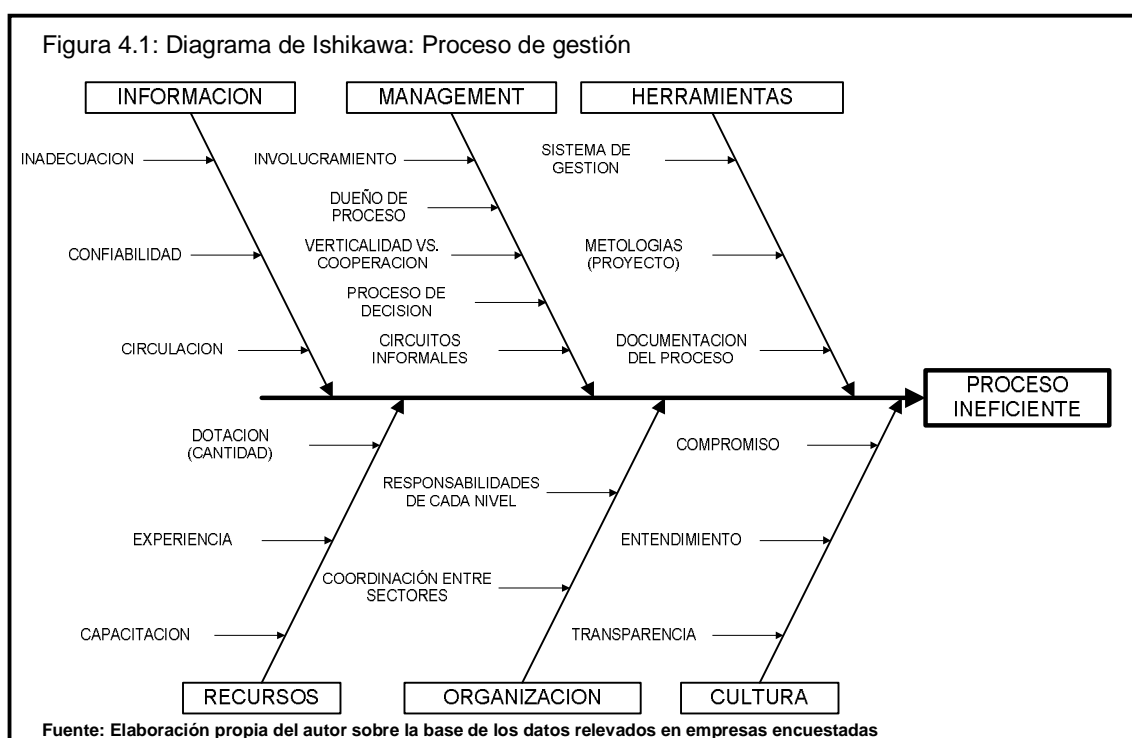 Figura 4.1: Diagrama de Ishikawa: Proceso de gestión
INFORMACION
MANAGEMENT
HERRAMIENTAS
INADECUACION
CONFIABILIDAD
CIRCULACION
INVOLUCRAMIENTO
DUEÑO DE
PROCESO
VERTICALIDAD VS.
COOPERACION
PROCESO DE
DECISION
CIRCUITOS
INFORMALES
SISTEMA DE
GESTION
METOLOGIAS
(PROYECTO)
DOCUMENTACION
DEL PROCESO
PROCESO
INEFICIENTE
DOTACION
(CANTIDAD)
EXPERIENCIA
CAPACITACION
RESPONSABILIDADES
DE CADA NIVEL
COORDINACIÓN ENTRE
SECTORES
COMPROMISO
ENTENDIMIENTO
TRANSPARENCIA
RECURSOS
ORGANIZACION
CULTURA
Fuente: Elaboración propia del autor sobre la base de los datos relevados en empresas encuestadas